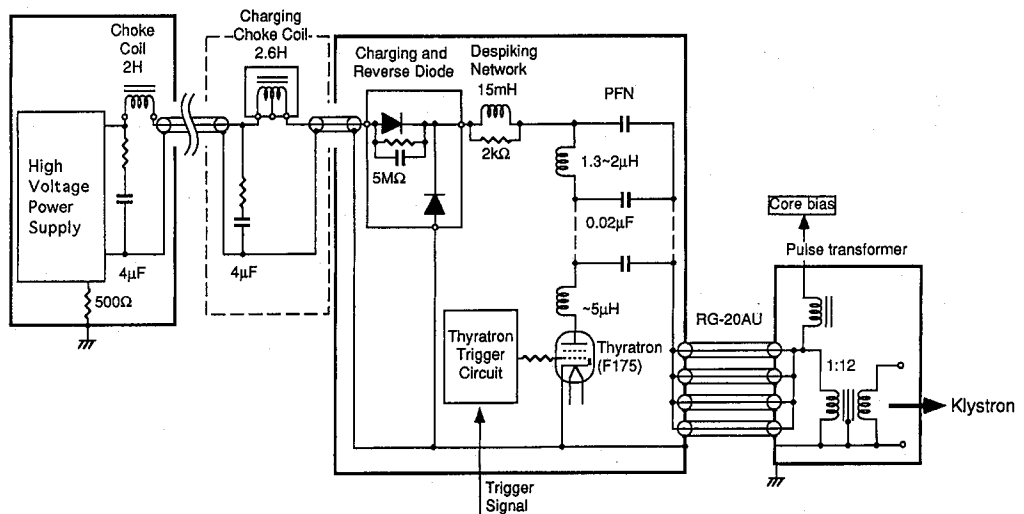 Choke
Coil
2H
High
Voltage
Power
Supply
4μF
500Ω
Charging
Choke Coil
2.6H
4μF
Charging and
Reverse Diode
5MΩ
Despiking
Network
15mH
2kΩ
PFN
1.3~2μH
0.02μF
~5μH
Thyratron
Trigger
Circuit
Thyratron
(F175)
Trigger
Signal
RG-20AU
Core bias
Pulse transformer
1:12
Klystron